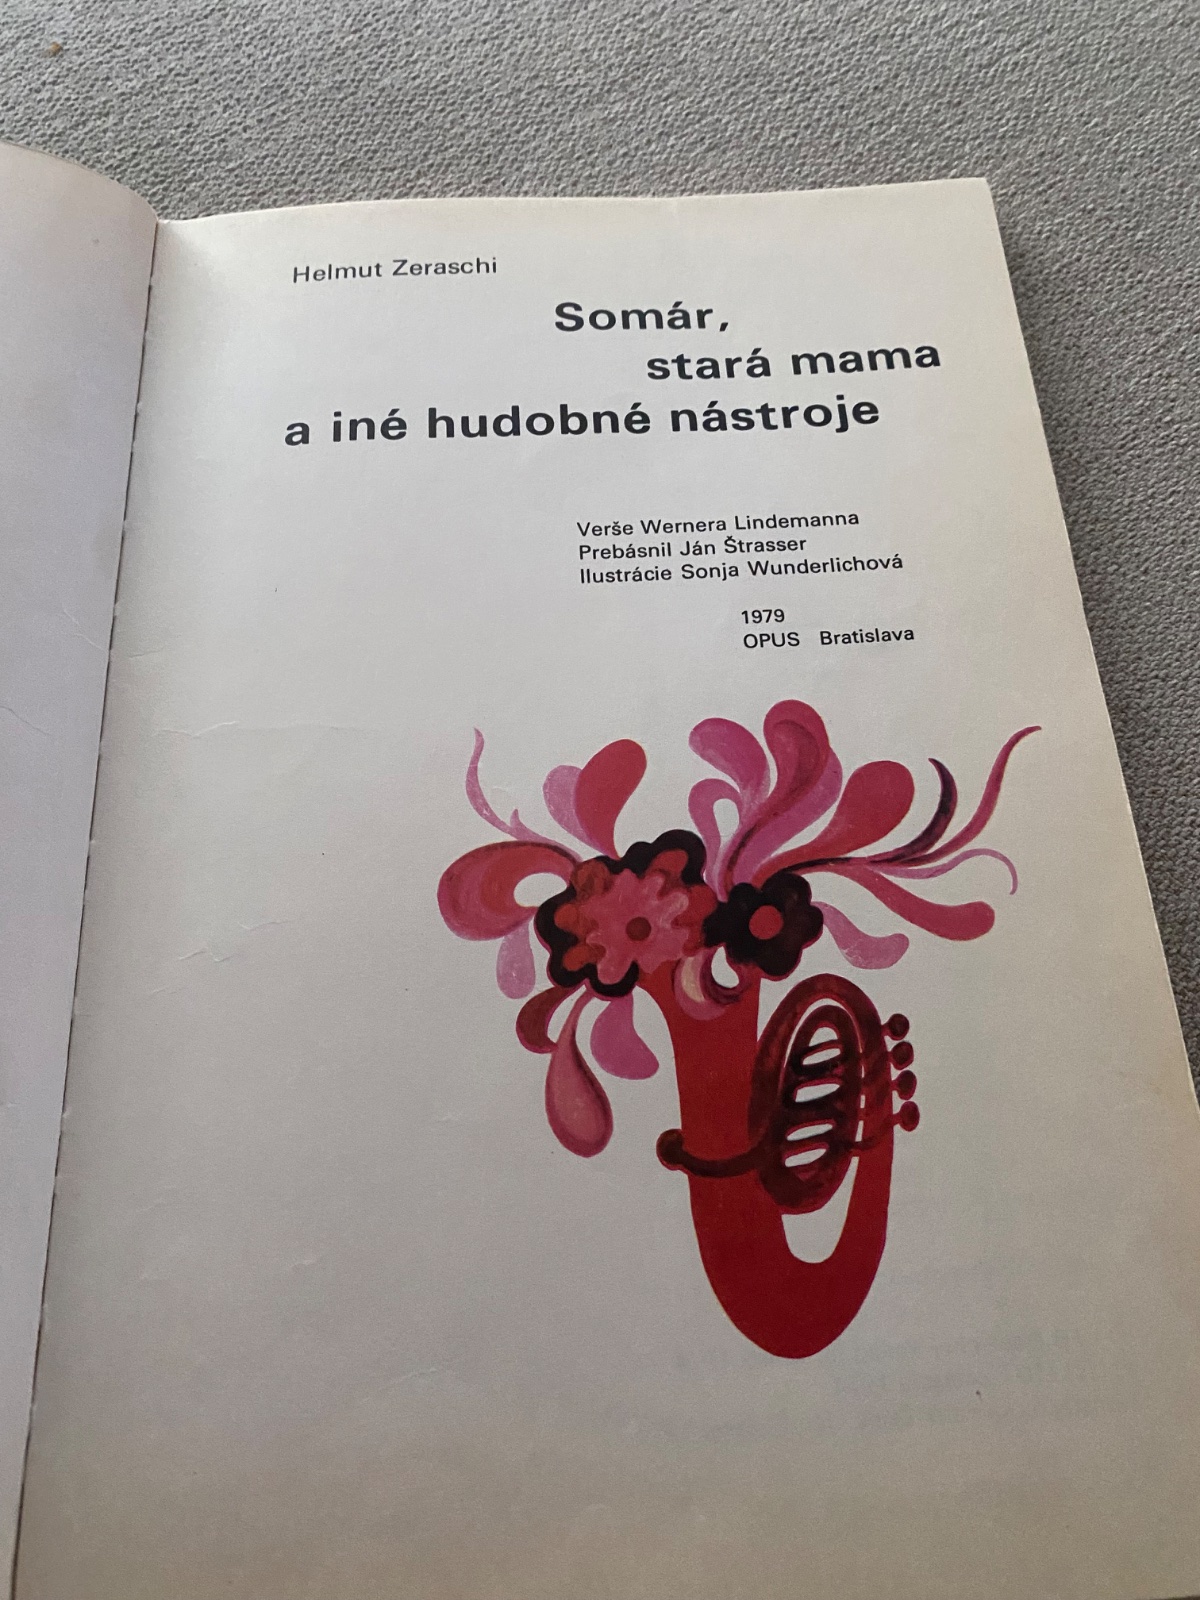 Helmut Zeraschi
Somár,
stará mama
a iné hudobné nástroje
Verše Wernera Lindemanna
Prebásnil Ján Štrasser
Ilustrácie Sonja Wunderlichová
1979
OPUS Bratislava